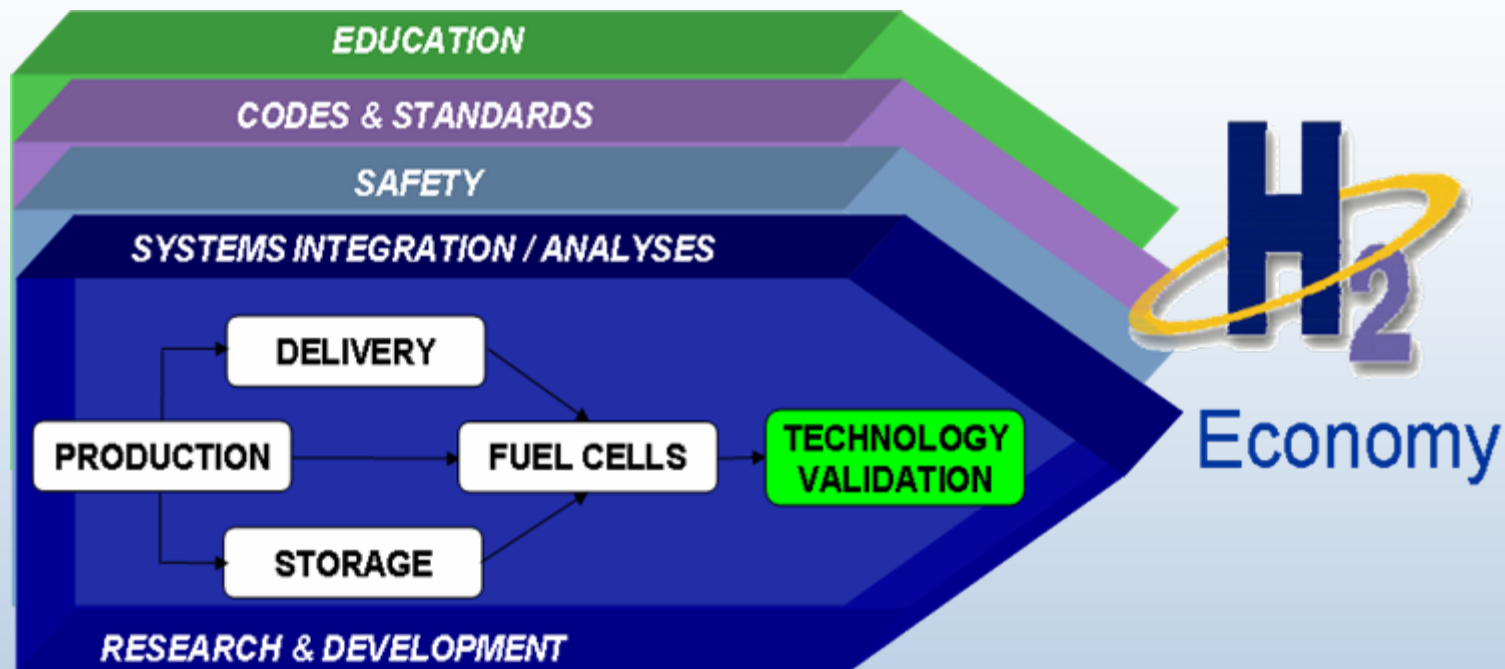 EDUCATION
CODES & STANDARDS
SAFETY
SYSTEMS INTEGRATION / ANALYSES
DELIVERY
PRODUCTION
FUEL CELLS
TECHNOLOGY
VALIDATION
STORAGE
RESEARCH & DEVELOPMENT
H2
Economy